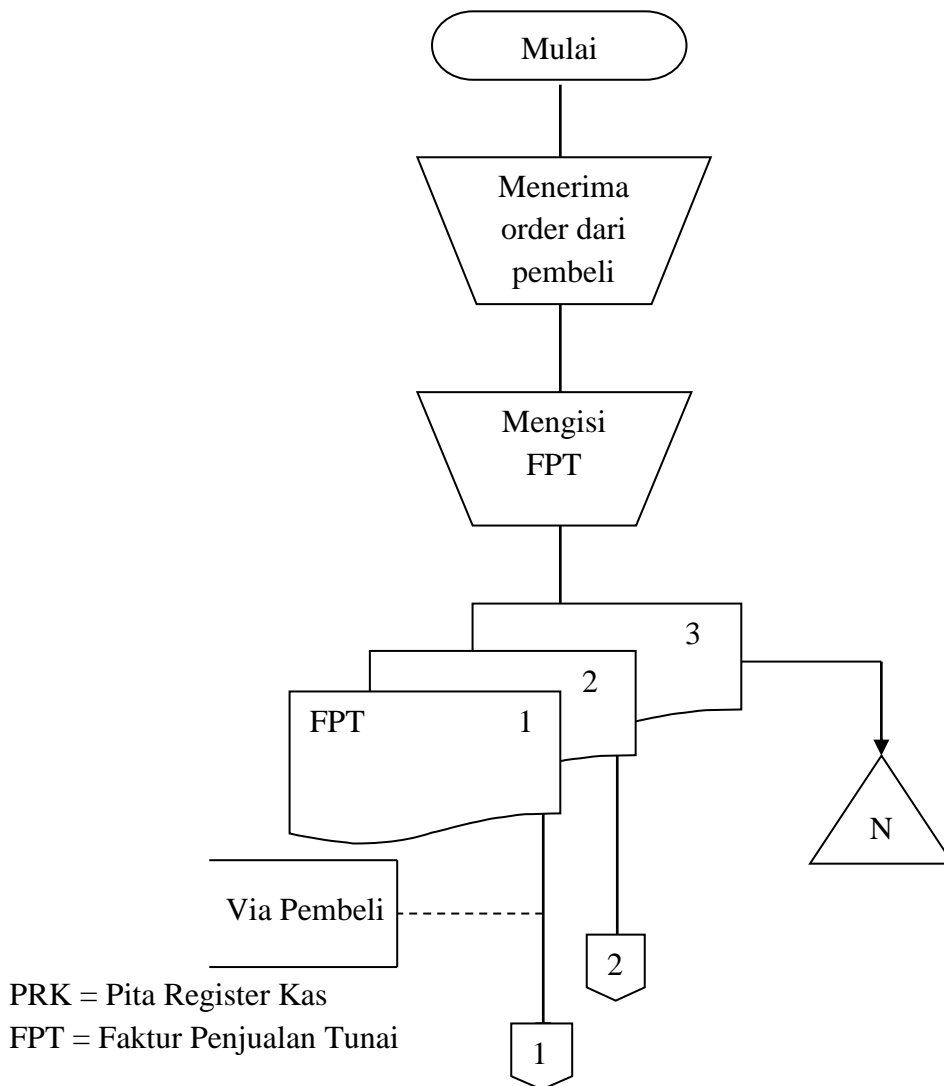 Mulai
Menerima
order dari
pembeli
Mengisi
FPT
3
2
FPT 1
N
Via Pembeli
2
PRK = Pita Register Kas
FPT = Faktur Penjualan Tunai
1